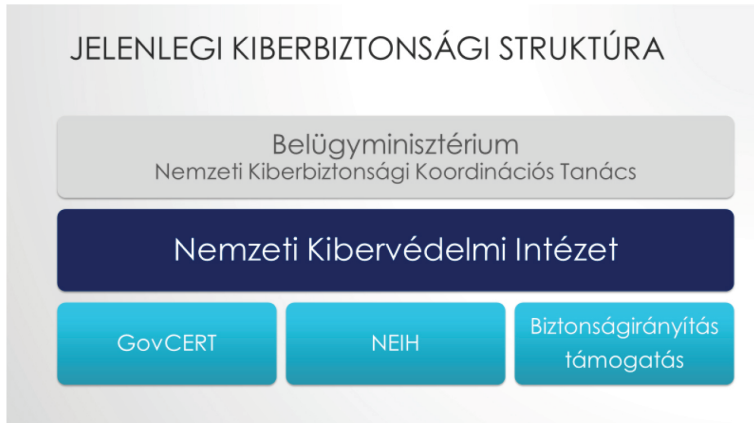 JELENLEGI KIBERBIZTONSÁGI STRUKTÚRA
Belügyminisztérium
Nemzeti Kiberbiztonsági Koordinációs Tanács
Nemzeti Kibervédelmi Intézet
GovCERT
NEIH
Biztonságirányítás
támogatás